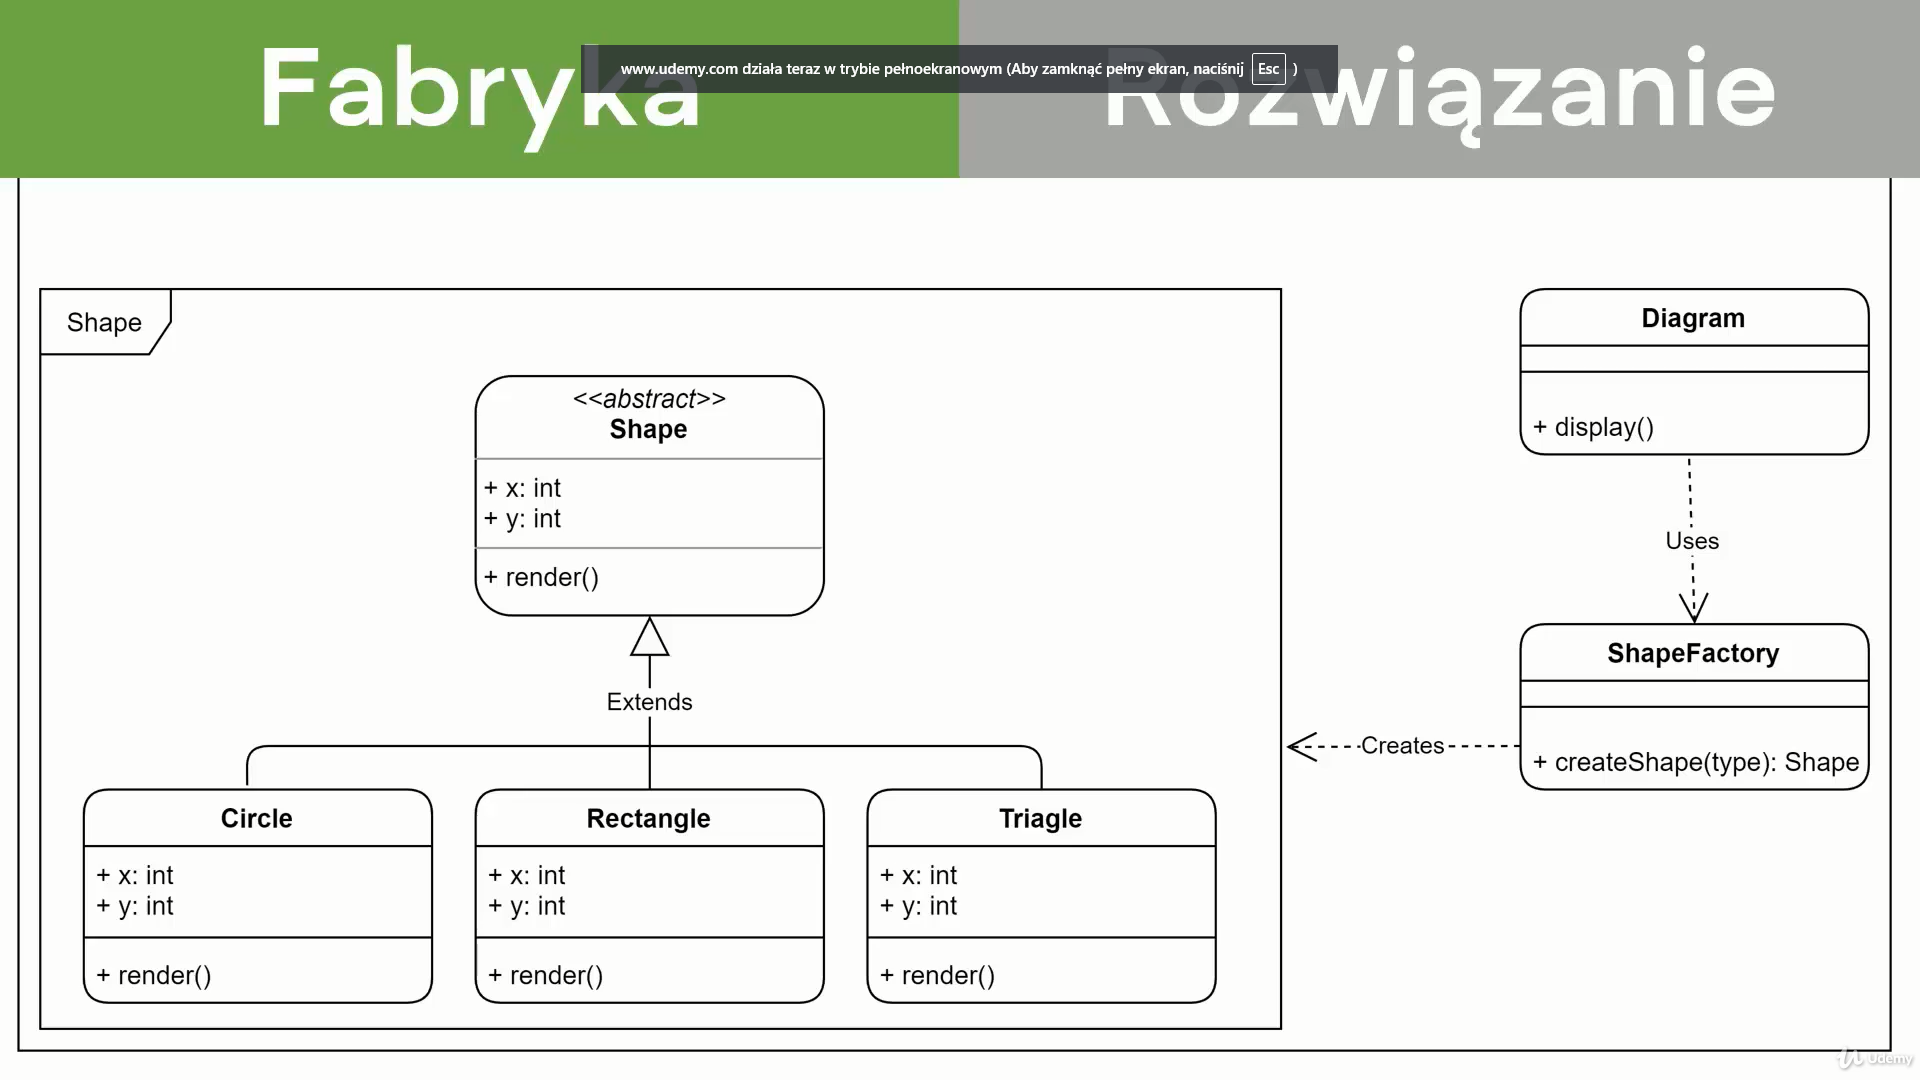 Fabryka
Rozwiązanie
www.udemy.com działa teraz w trybie pełnoekranowym (Aby zamknąć pełny ekran, naciśnij Esc )
Shape
<<abstract>>
Shape
+ x: int
+ y: int
+ render()
Extends
Circle
+ x: int
+ y: int
+ render()
Rectangle
+ x: int
+ y: int
+ render()
Triagle
+ x: int
+ y: int
+ render()
Diagram
+ display()
Uses
ShapeFactory
+ createShape(type): Shape
Creates
Udemy